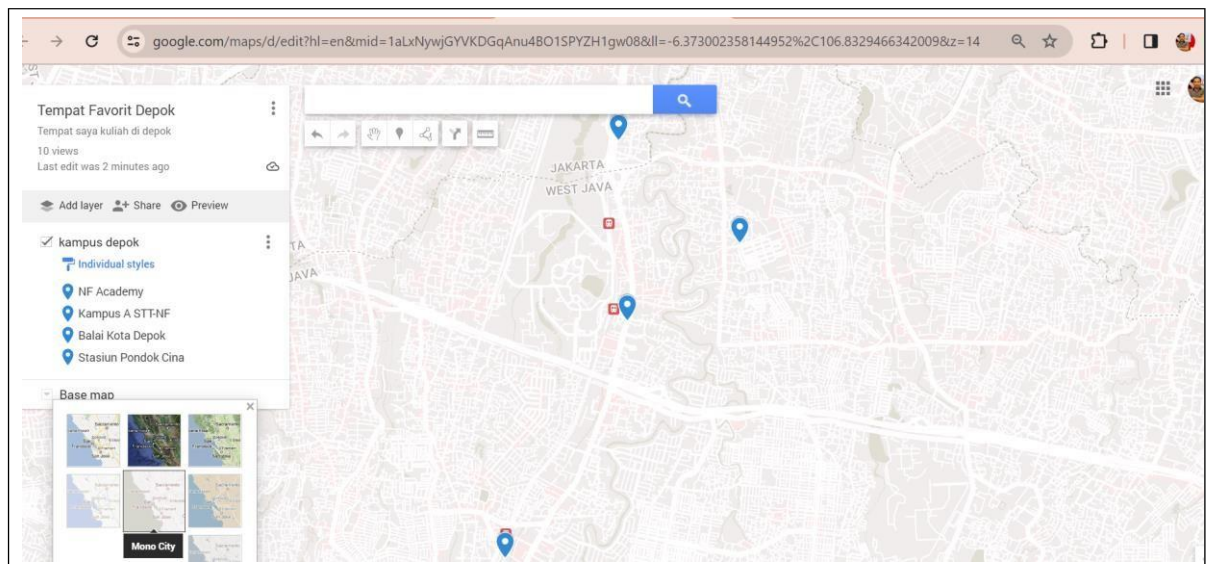 google.com/maps/d/edit?hl=en&mid=1aLxNywjGYVKDGqAnu4BO1SPYZH1gw08&ll=-6.373002358144952%2C106.8329466342009&z=14
Tempat Favorit Depok
Tempat saya kuliah di depok
10 views
Last edit was 2 minutes ago
Add layer Share Preview
kampus depok
Individual styles
NF Academy
Kampus A STT-NF
Balai Kota Depok
Stasiun Pondok Cina
Base map
Mono City
JAKARTA
WEST JAVA
TA
JAVA